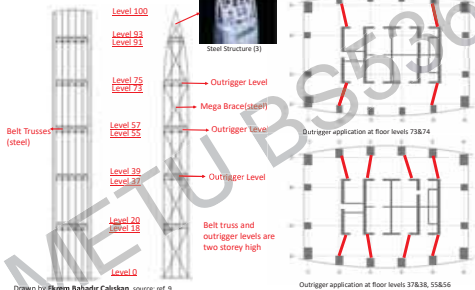 Level 100
Level 93
Level 91
Level 75
Level 73
Level 57
Level 55
Level 39
Level 37
Level 20
Level 18
Level 0
Belt Trusses
(steel)
Steel Structure (3)
Outrigger Level
Mega Brace(steel)
Outrigger Leve
Outrigger Level
Belt truss and
outrigger levels are
two storey high
Outrigger application at floor levels 73&74
Outrigger application at floor levels 37&38, 55&56
Drawn by Ekrem Bahadır Çalışkan, source: ref. 9
METU BS536